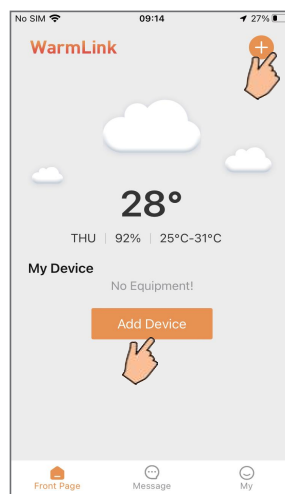 No SIM 09:14 27%
WarmLink
28°
THU | 92% | 25°C-31°C
My Device
No Equipment!
Add Device
Front Page Message My